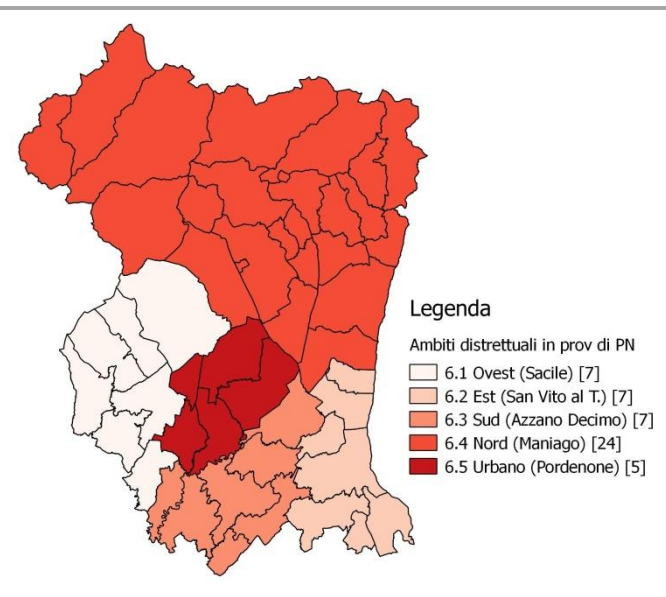 Legenda
Ambiti distrettuali in prov di PN
6.1 Ovest (Sacile) [7]
6.2 Est (San Vito al T.) [7]
6.3 Sud (Azzano Decimo) [7]
6.4 Nord (Maniago) [24]
6.5 Urbano (Pordenone) [5]